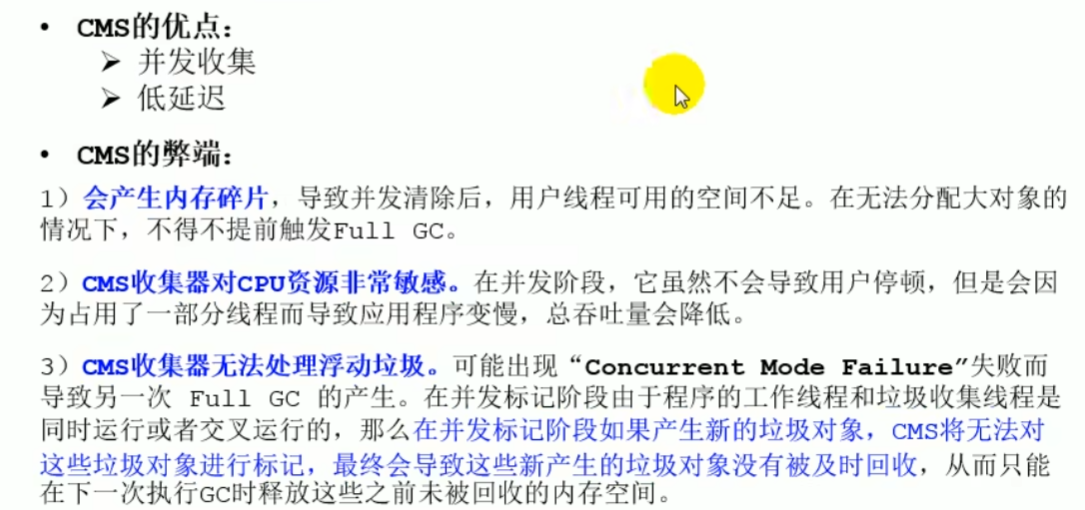 • CMS的优点：
➢ 并发收集
➢ 低延迟
• CMS的弊端：
1）会产生内存碎片，导致并发清除后，用户线程可用的空间不足。在无法分配大对象的
情况下，不得不提前触发Full GC。
2）CMS收集器对CPU资源非常敏感。在并发阶段，它虽然不会导致用户停顿，但是会因
为占用了一部分线程而导致应用程序变慢，总吞吐量会降低。
3）CMS收集器无法处理浮动垃圾。可能出现“Concurrent Mode Failure”失败而
导致另一次 Full GC 的产生。在并发标记阶段由于程序的工作线程和垃圾收集线程是
同时运行或者交叉运行的，那么在并发标记阶段如果产生新的垃圾对象，CMS将无法对
这些垃圾对象进行标记，最终会导致这些新产生的垃圾对象没有被及时回收，从而只能
在下一次执行GC时释放这些之前未被回收的内存空间。